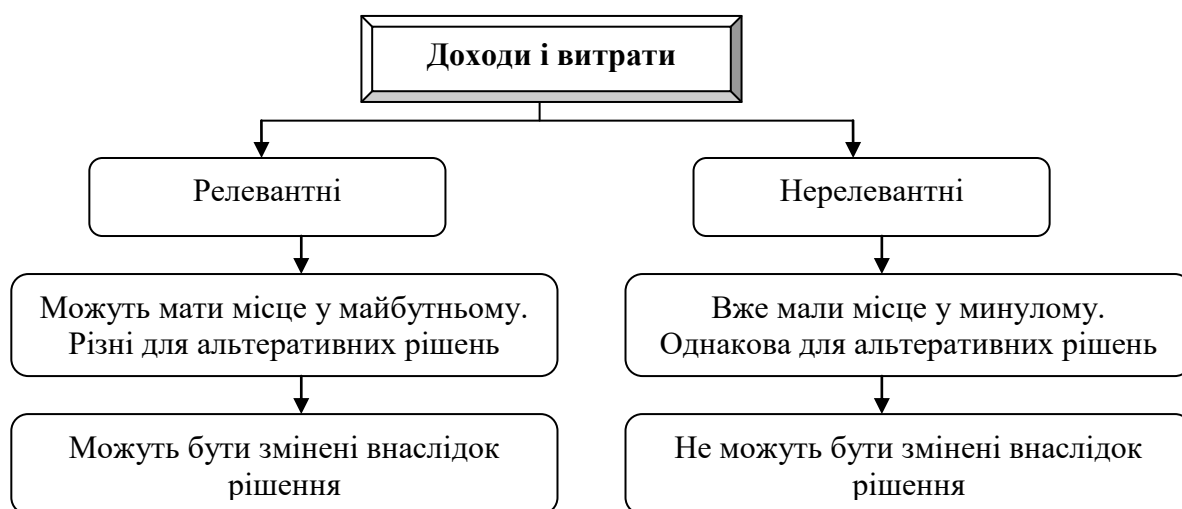 Доходи і витрати
Релевантні
Нерелевантні
Можуть мати місце у майбутньому.
Різні для альтеративних рішень
Вже мали місце у минулому.
Однакова для альтеративних рішень
Можуть бути змінені внаслідок
рішення
Не можуть бути змінені внаслідок
рішення